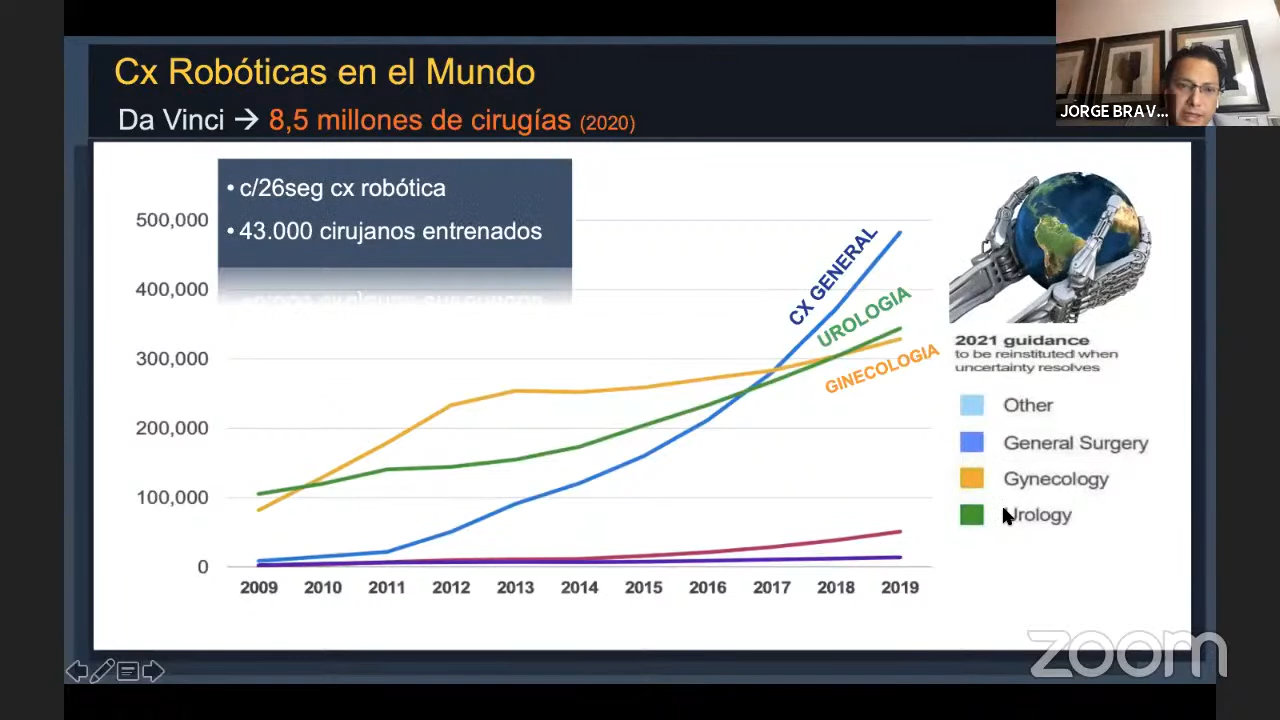 Cx Robóticas en el Mundo
Da Vinci → 8,5 millones de cirugías (2020)
JORGE BRAV...
• c/26seg cx robótica
• 43.000 cirujanos entrenados
500,000
400,000
300,000
200,000
100,000
0
CX GENERAL
UROLOGIA
GINECOLOGIA
2009 2010 2011 2012 2013 2014 2015 2016 2017 2018 2019
2021 guidance
to be reinstituted when
uncertainty resolves
Other
General Surgery
Gynecology
Urology
zoom